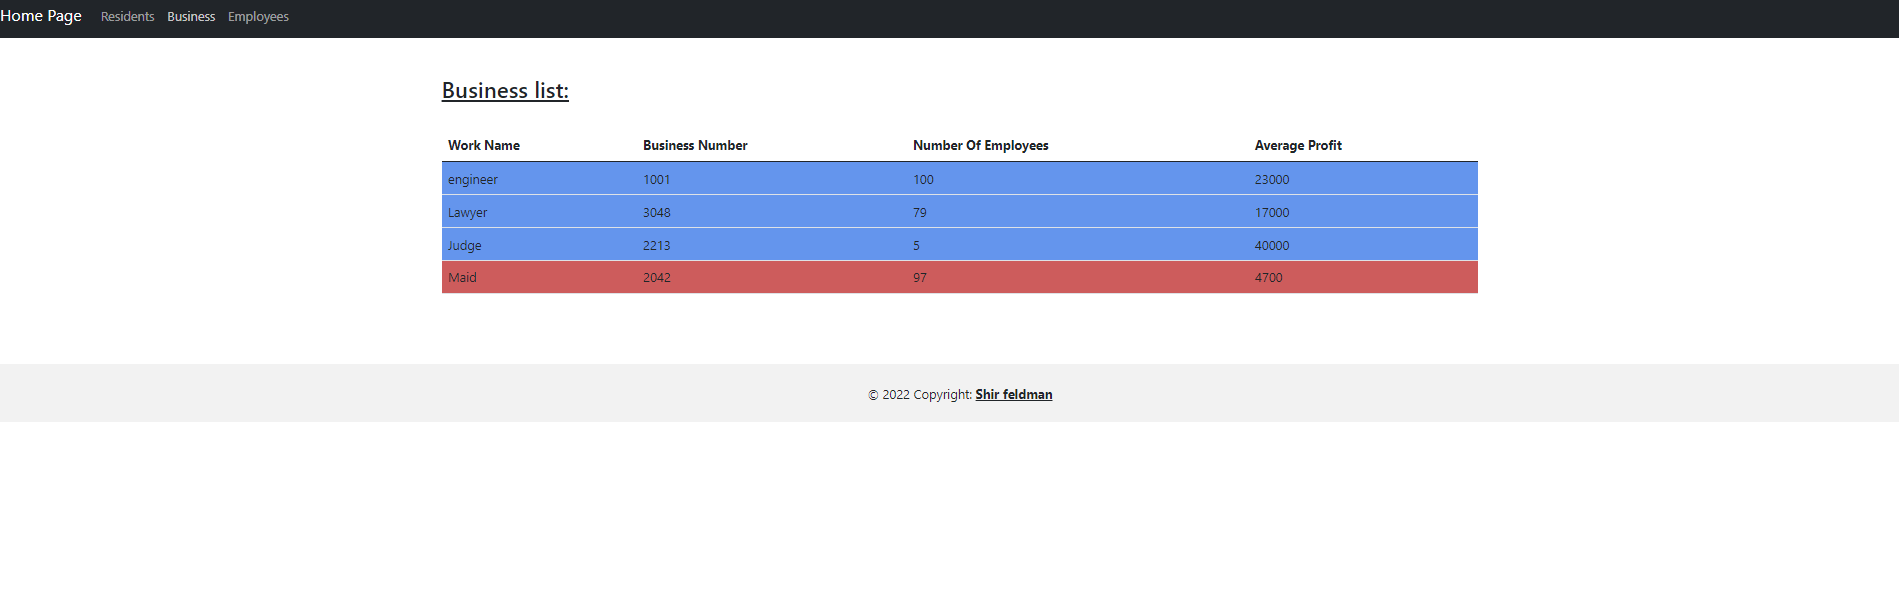 Home Page Residents Business Employees
Business list:
Work Name Business Number Number Of Employees Average Profit
engineer 1001 100 23000
Lawyer 3048 79 17000
Judge 2213 5 40000
Maid 2042 97 4700
© 2022 Copyright: Shir feldman